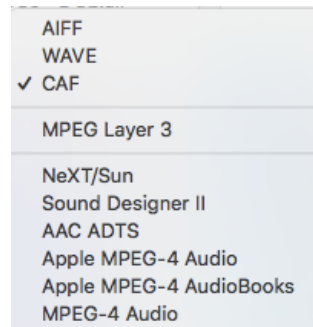 AIFF
WAVE
✓ CAF
MPEG Layer 3
NeXT/Sun
Sound Designer II
AAC ADTS
Apple MPEG-4 Audio
Apple MPEG-4 AudioBooks
MPEG-4 Audio